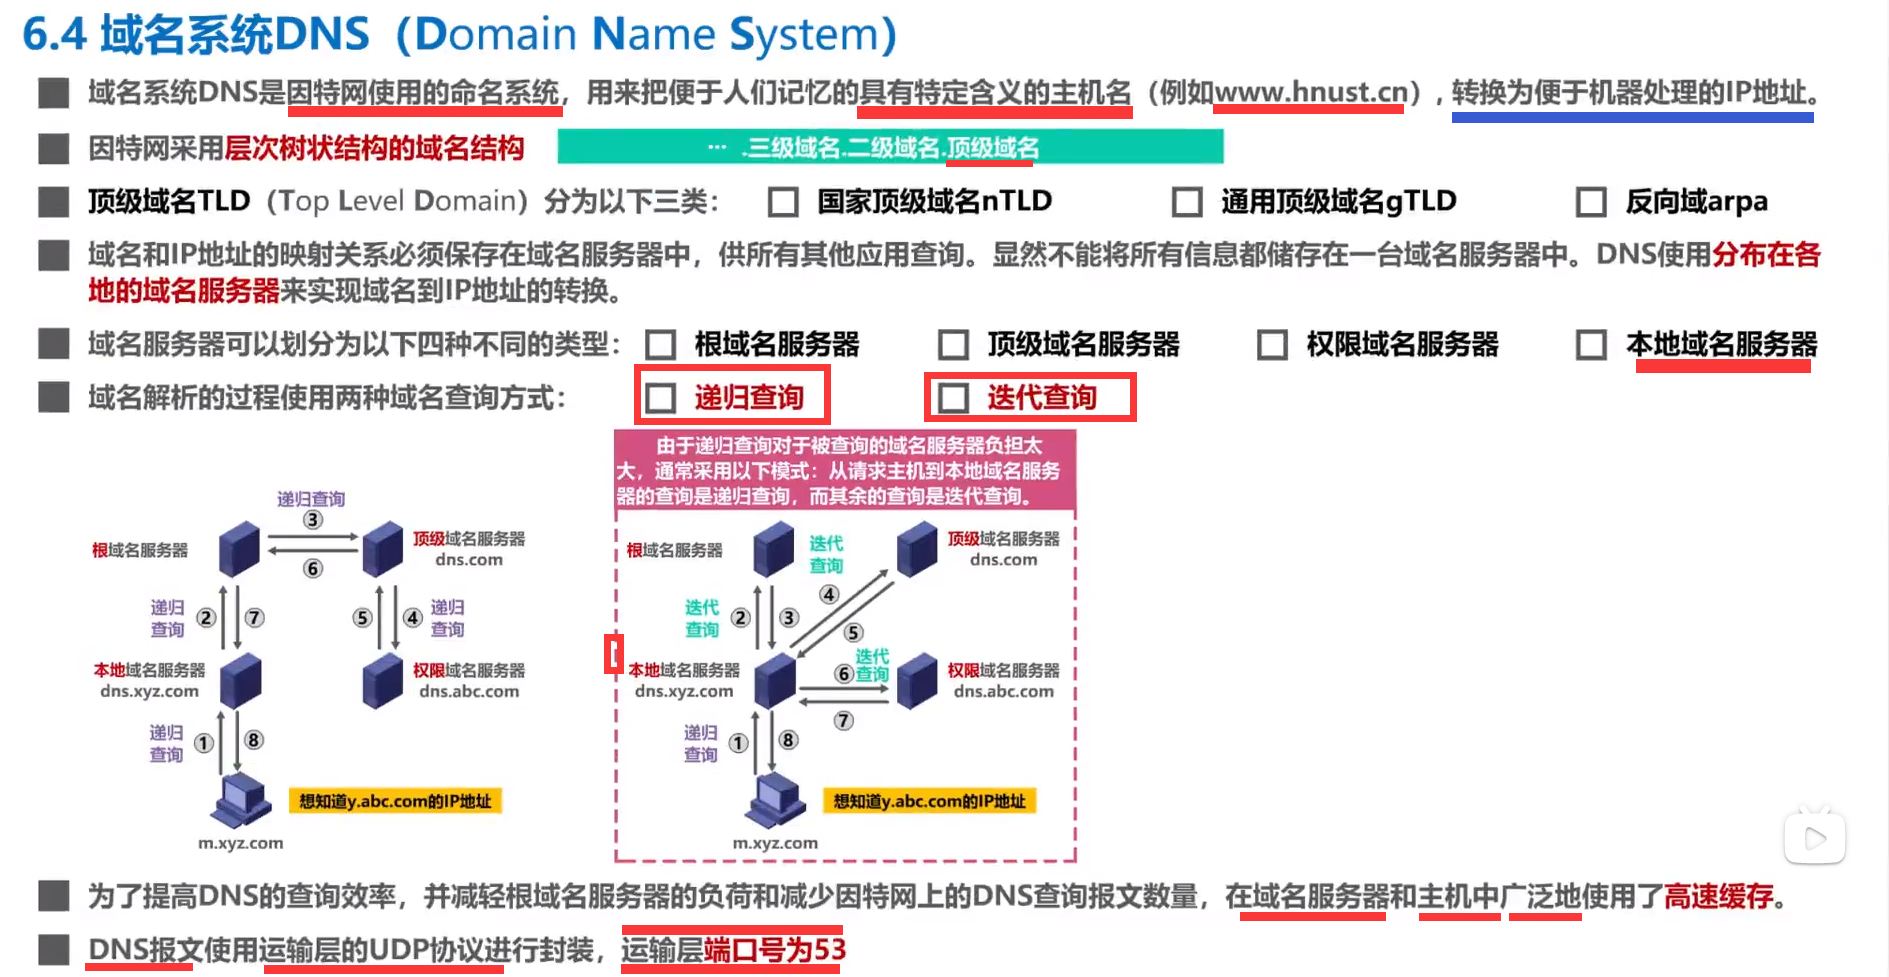 6.4 域名系统DNS（Domain Name System）
域名系统DNS是因特网使用的命名系统，用来把便于人们记忆的具有特定含义的主机名（例如www.hnust.cn），转换为便于机器处理的IP地址。
因特网采用层次树状结构的域名结构
… .三级域名.二级域名.顶级域名
顶级域名TLD（Top Level Domain）分为以下三类： 国家顶级域名nTLD 通用顶级域名gTLD 反向域arpa
域名和IP地址的映射关系必须保存在域名服务器中，供所有其他应用查询。显然不能将所有信息都储存在一台域名服务器中。DNS使用分布在各
地的域名服务器来实现域名到IP地址的转换。
域名服务器可以划分为以下四种不同的类型： 根域名服务器 顶级域名服务器 权限域名服务器 本地域名服务器
域名解析的过程使用两种域名查询方式： 递归查询 迭代查询
递归查询
③
根域名服务器
顶级域名服务器
dns.com
⑥
递归
查询
②
⑦
⑤
④
递归
查询
本地域名服务器
dns.xyz.com
权限域名服务器
dns.abc.com
递归
查询
①
⑧
想知道y.abc.com的IP地址
m.xyz.com
由于递归查询对于被查询的域名服务器负担太
大，通常采用以下模式：从请求主机到本地域名服务
器的查询是递归查询，而其余的查询是迭代查询。
根域名服务器
迭代
查询
顶级域名服务器
dns.com
迭代
查询
②
③
④
⑤
本地域名服务器
dns.xyz.com
迭代
查询
⑥
⑦
权限域名服务器
dns.abc.com
递归
查询
①
⑧
想知道y.abc.com的IP地址
m.xyz.com
为了提高DNS的查询效率，并减轻根域名服务器的负荷和减少因特网上的DNS查询报文数量，在域名服务器和主机中广泛地使用了高速缓存。
DNS报文使用运输层的UDP协议进行封装，运输层端口号为53